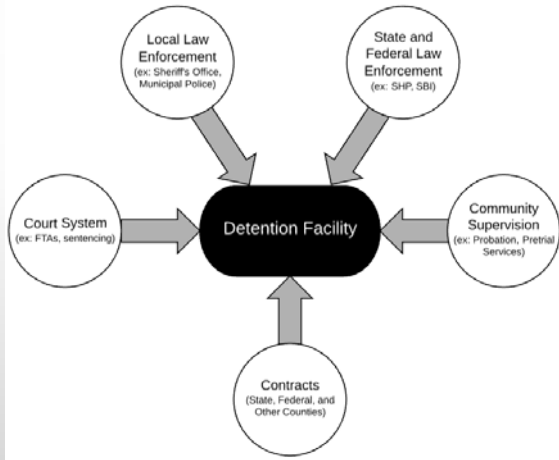 Local Law
Enforcement
(ex: Sheriff's Office,
Municipal Police)
State and
Federal Law
Enforcement
(ex: SHP, SBI)
Court System
(ex: FTAs, sentencing)
Detention Facility
Community
Supervision
(ex: Probation, Pretrial
Services)
Contracts
(State, Federal, and
Other Counties)